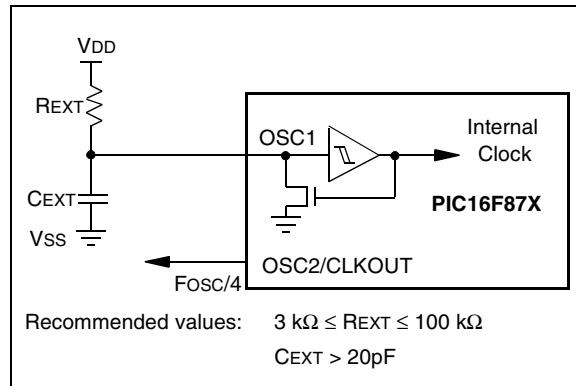 VDD
REXT
OSC1
Internal
Clock
CEXT
PIC16F87X
VSS
OSC2/CLKOUT
FOSC/4
Recommended values: 3 kΩ ≤ REXT ≤ 100 kΩ
CEXT > 20pF